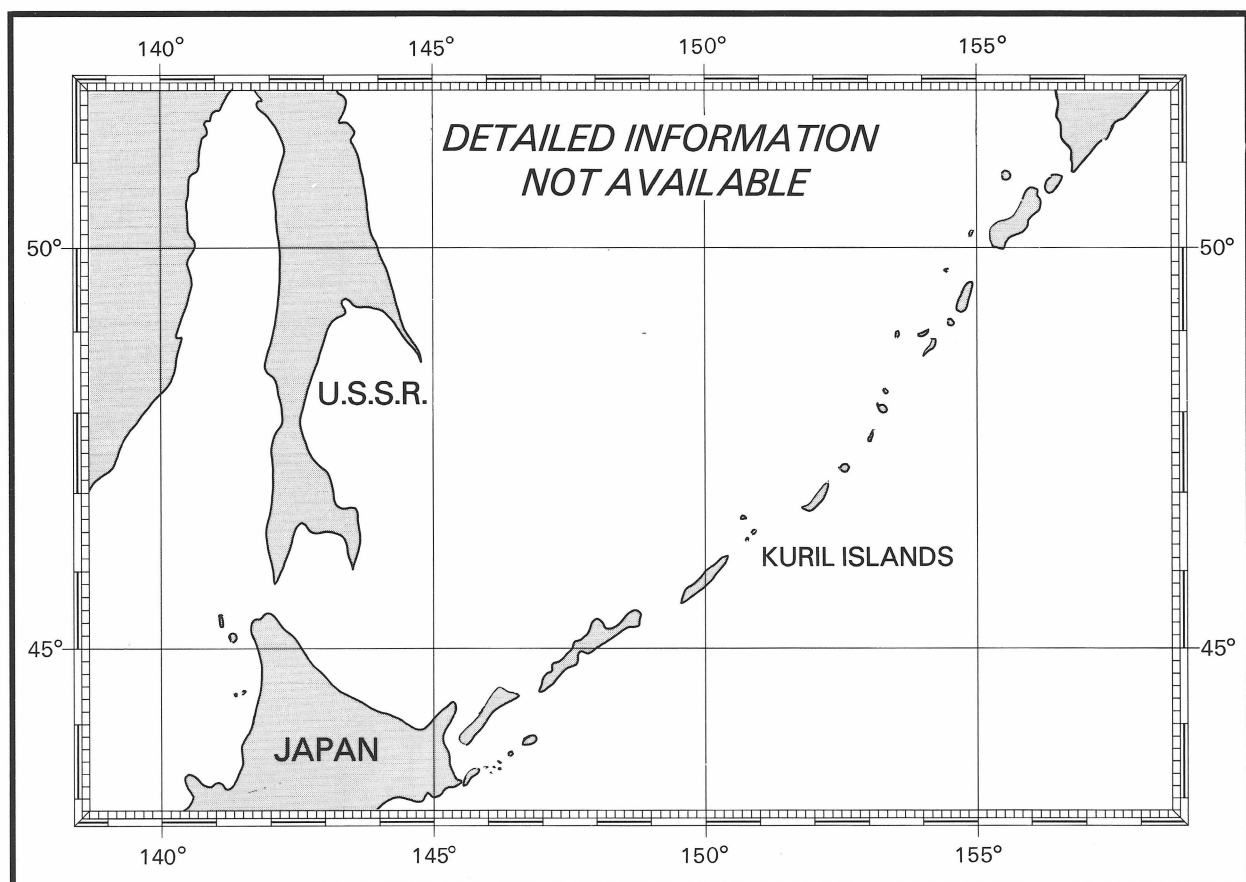 140° 145° 150° 155°
DETAILED INFORMATION
NOT AVAILABLE
50° 50°
U.S.S.R.
KURIL ISLANDS
45° 45°
JAPAN
140° 145° 150° 155°